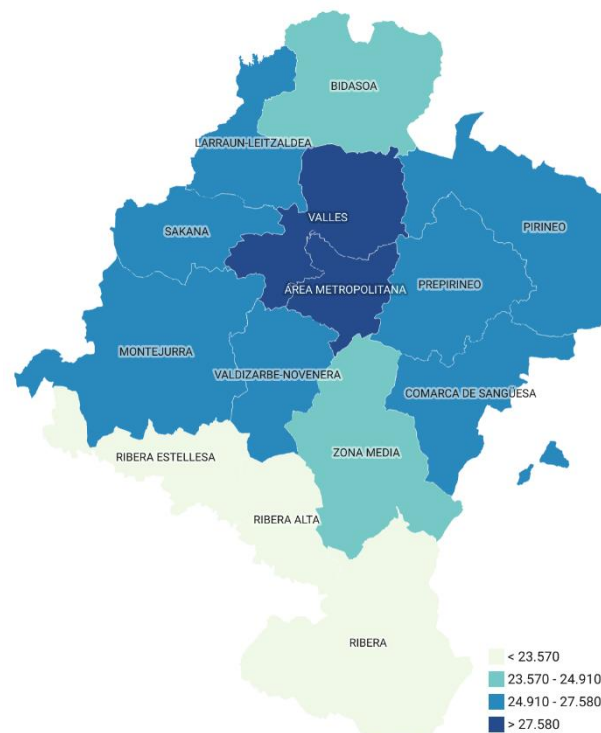 BIDASOA
LARRAUN-LEITZALDEA
VALLES
PIRINEO
SAKANA
ÁREA METROPOLITANA
PREPIRINEO
MONTEJURRA
VALDIZARBE-NOVENERA
COMARCA DE SANGÜESA
RIBERA ESTELLESA
ZONA MEDIA
RIBERA ALTA
RIBERA
< 23.570
23.570 - 24.910
24.910 - 27.580
> 27.580